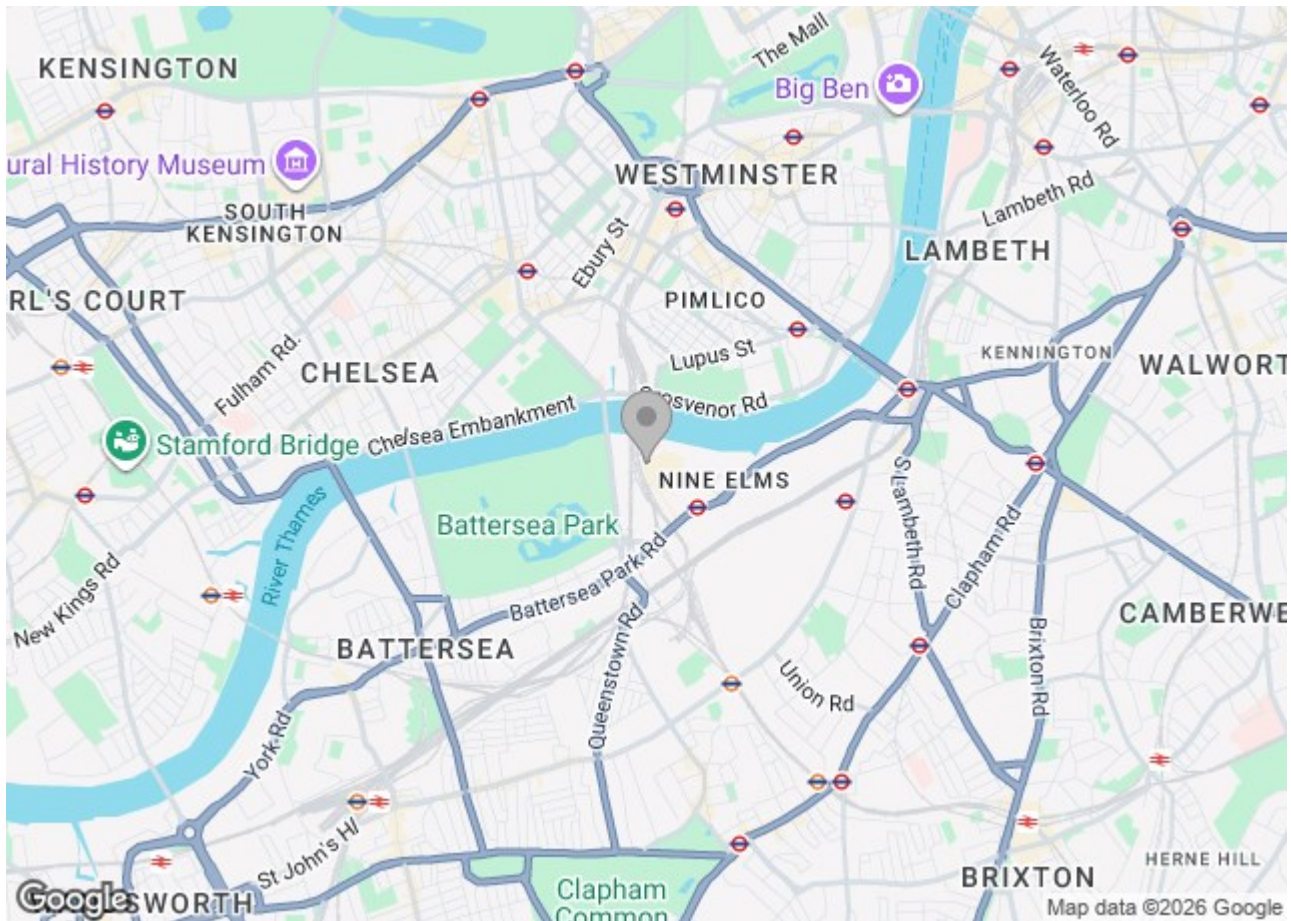 The Mall
KENSINGTON
Big Ben
Waterloo Rd
ural History Museum
WESTMINSTER
Lambeth Rd
SOUTH
KENSINGTON
Ebury St
LAMBETH
RL'S COURT
PIMLICO
Lupus St
KENNINGTON
WALWORT
Fulham Rd.
CHELSEA
Grosvenor Rd
Chelsea Embankment
Stamford Bridge
NINE ELMS
S Lambeth Rd
River Thames
Battersea Park
Clapham Rd
New Kings Rd
Battersea Park Rd
CAMBERWE
BATTERSEA
Queenstown Rd
Union Rd
Brixton Rd
York Rd
St John's Hl
HERNE HILL
Clapham
Common
BRIXTON
Google
SWORTH
Map data ©2026 Google